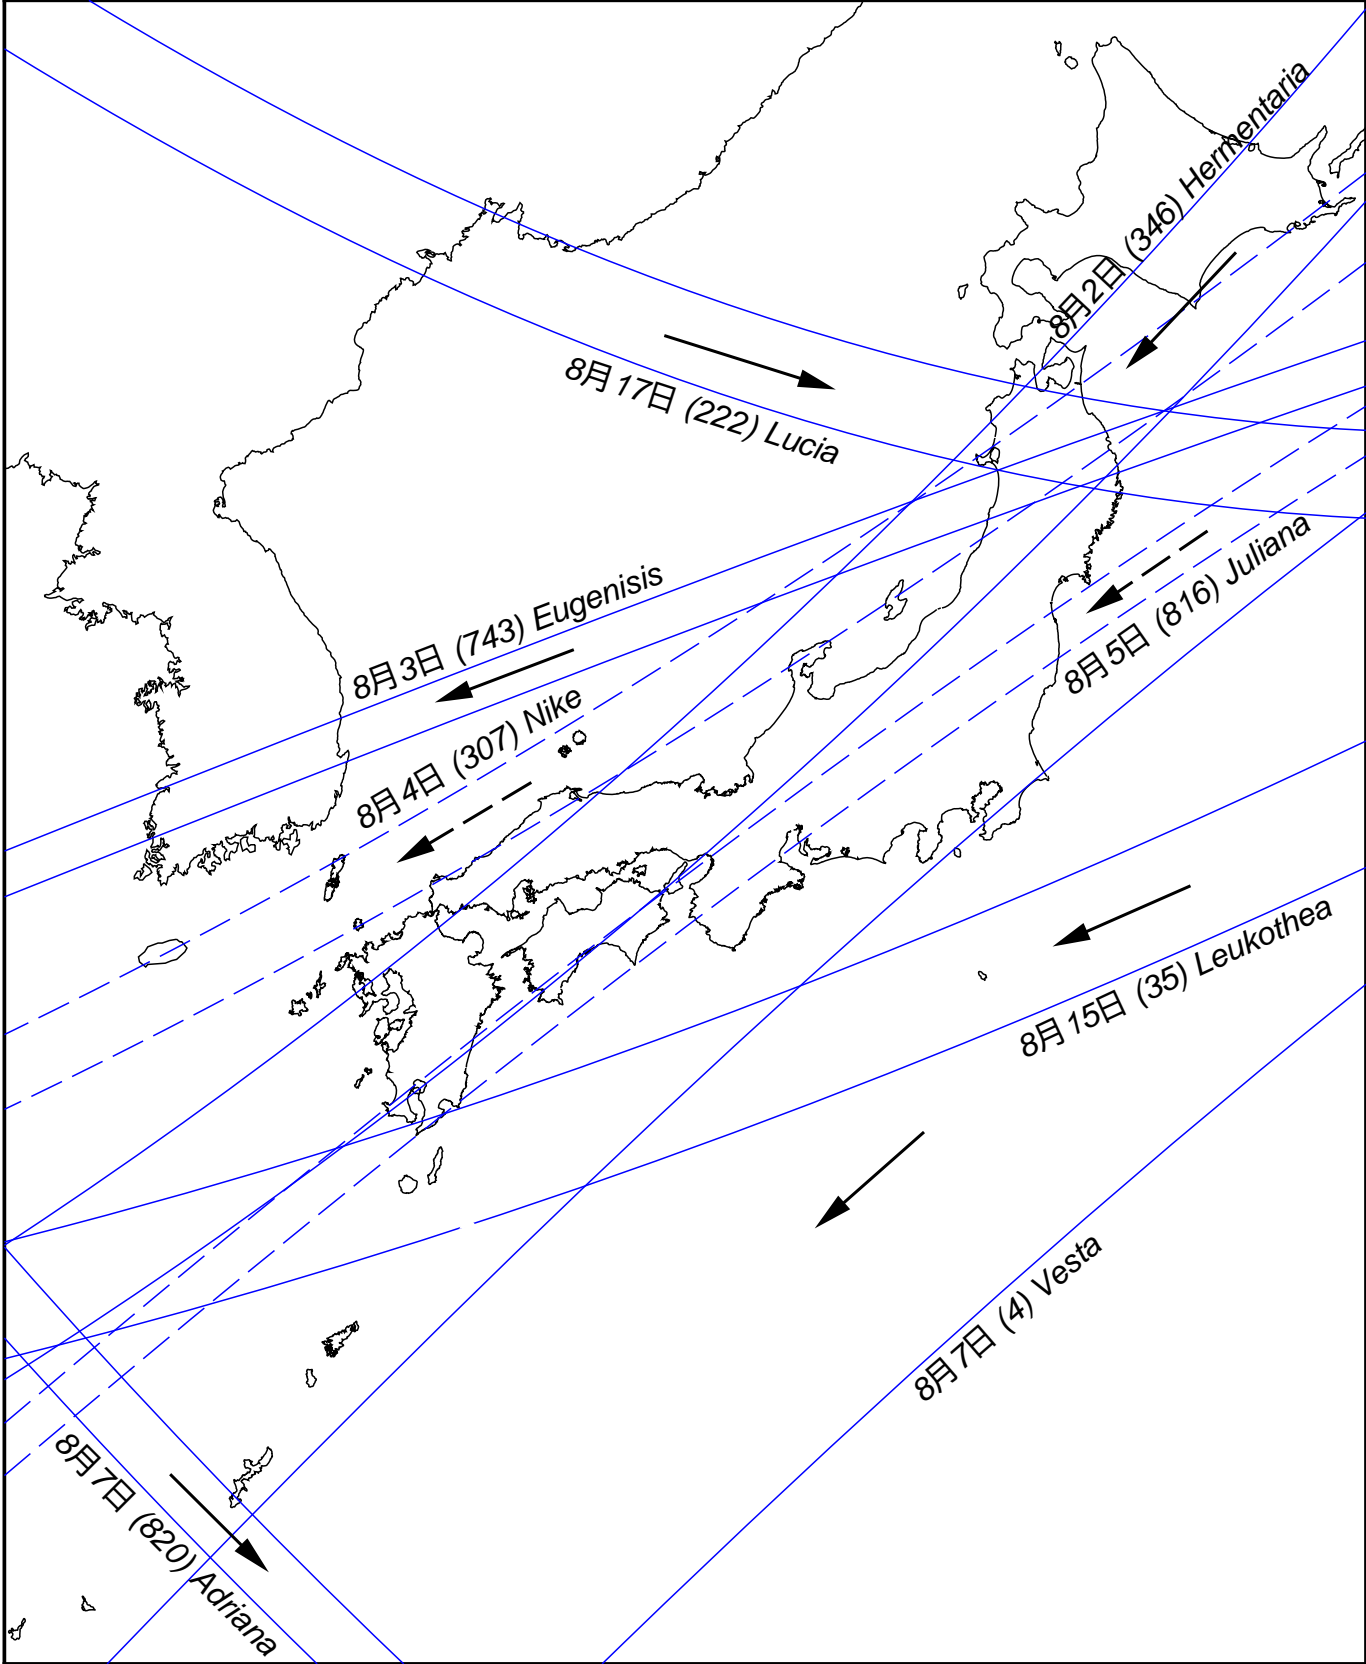 8月2日 (346) Hermentaria
8月17日 (222) Lucia
8月3日 (743) Eugenisis
8月5日 (816) Juliana
8月4日 (307) Nike
8月15日 (35) Leukothea
8月7日 (4) Vesta
8月7日 (820) Adriana